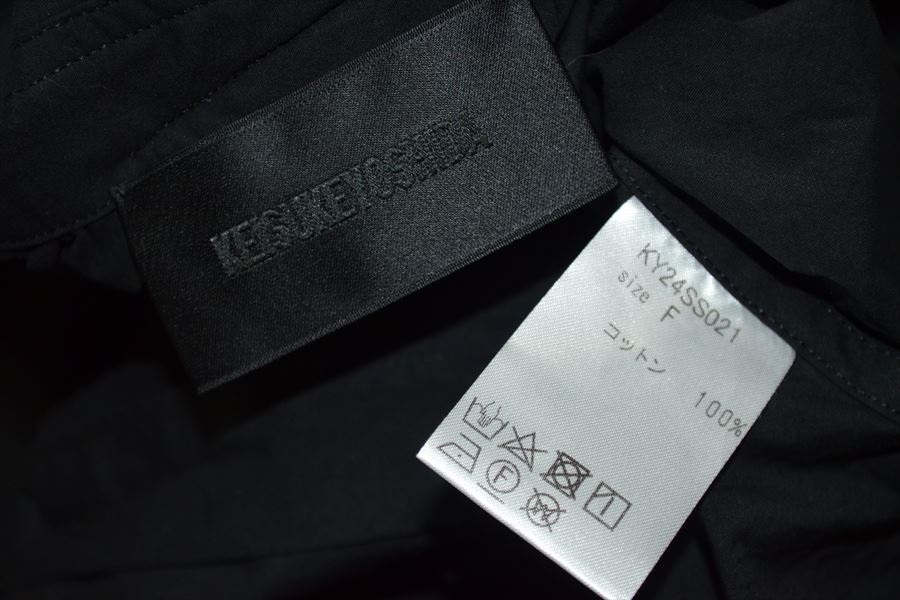 KEISUKEYOSHIDA
KY24SS021
size F
コットン 100%
F
W